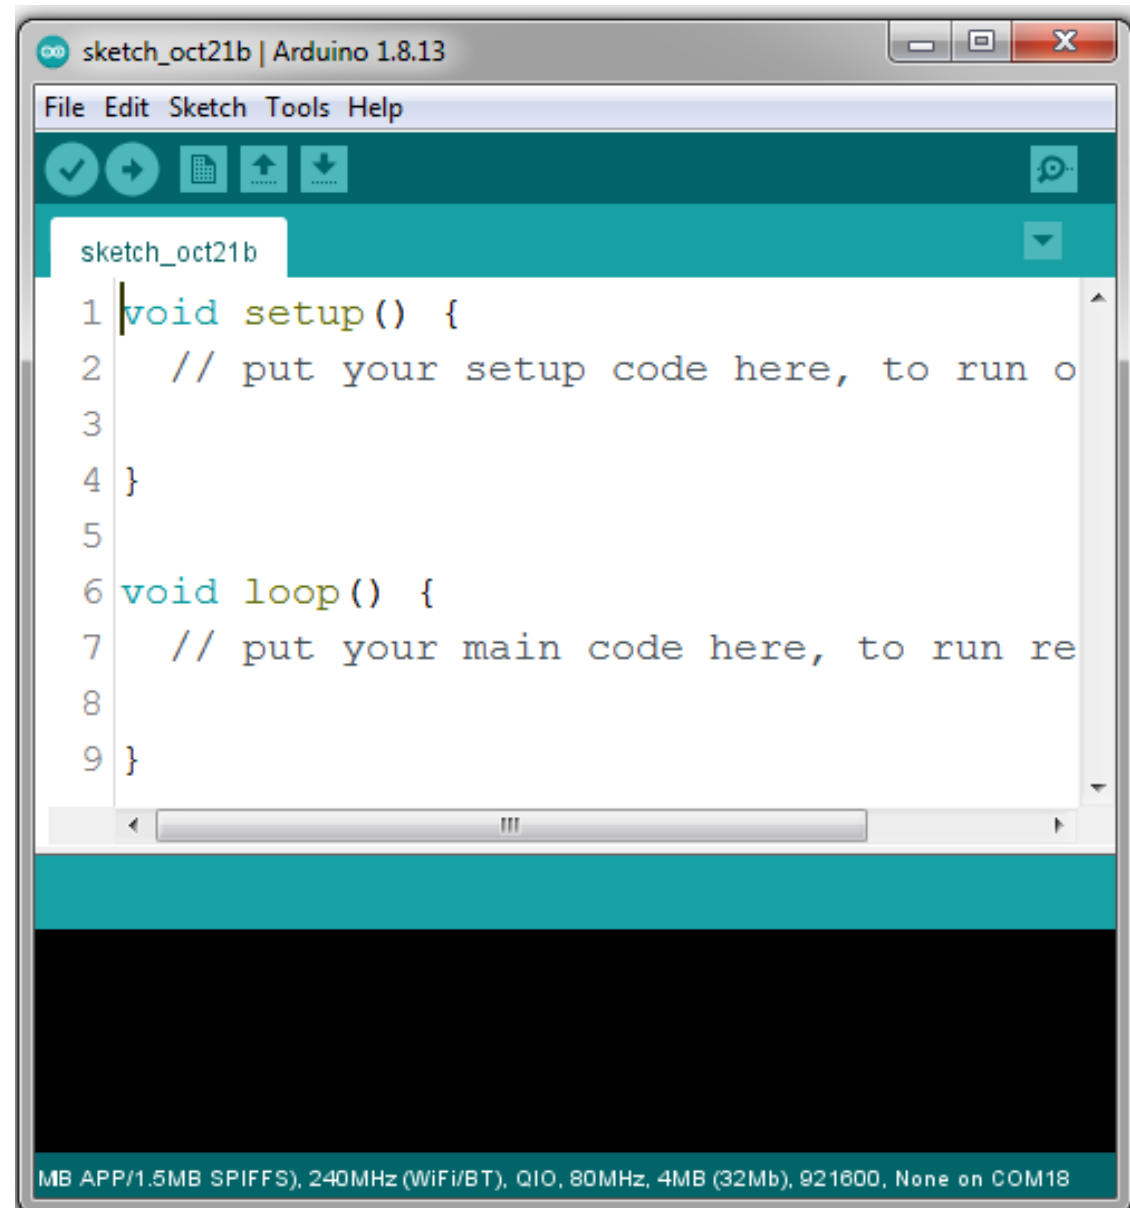 sketch_oct21b | Arduino 1.8.13
File Edit Sketch Tools Help
sketch_oct21b
1 void setup() {
2 // put your setup code here, to run o
3
4 }
5
6 void loop() {
7 // put your main code here, to run re
8
9 }
MB APP/1.5MB SPIFFS), 240MHz (WiFi/BT), QIO, 80MHz, 4MB (32Mb), 921600, None on COM18